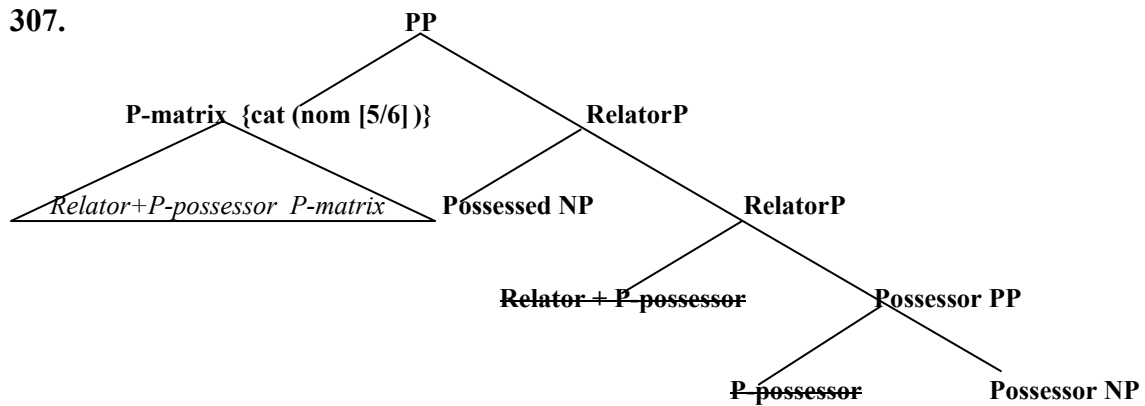 307.
PP
P-matrix {cat (nom [5/6] )}
RelatorP
Relator+P-possessor P-matrix
Possessed NP
RelatorP
Relator + P-possessor
Possessor PP
P-possessor
Possessor NP